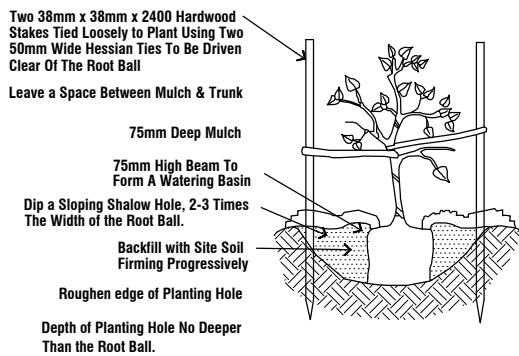 Two 38mm x 38mm x 2400 Hardwood
Stakes Tied Loosely to Plant Using Two
50mm Wide Hessian Ties To Be Driven
Clear Of The Root Ball
Leave a Space Between Mulch & Trunk
75mm Deep Mulch
75mm High Beam To
Form A Watering Basin
Dip a Sloping Shalow Hole, 2-3 Times
The Width of the Root Ball.
Backfill with Site Soil
Firming Progressively
Roughen edge of Planting Hole
Depth of Planting Hole No Deeper
Than the Root Ball.